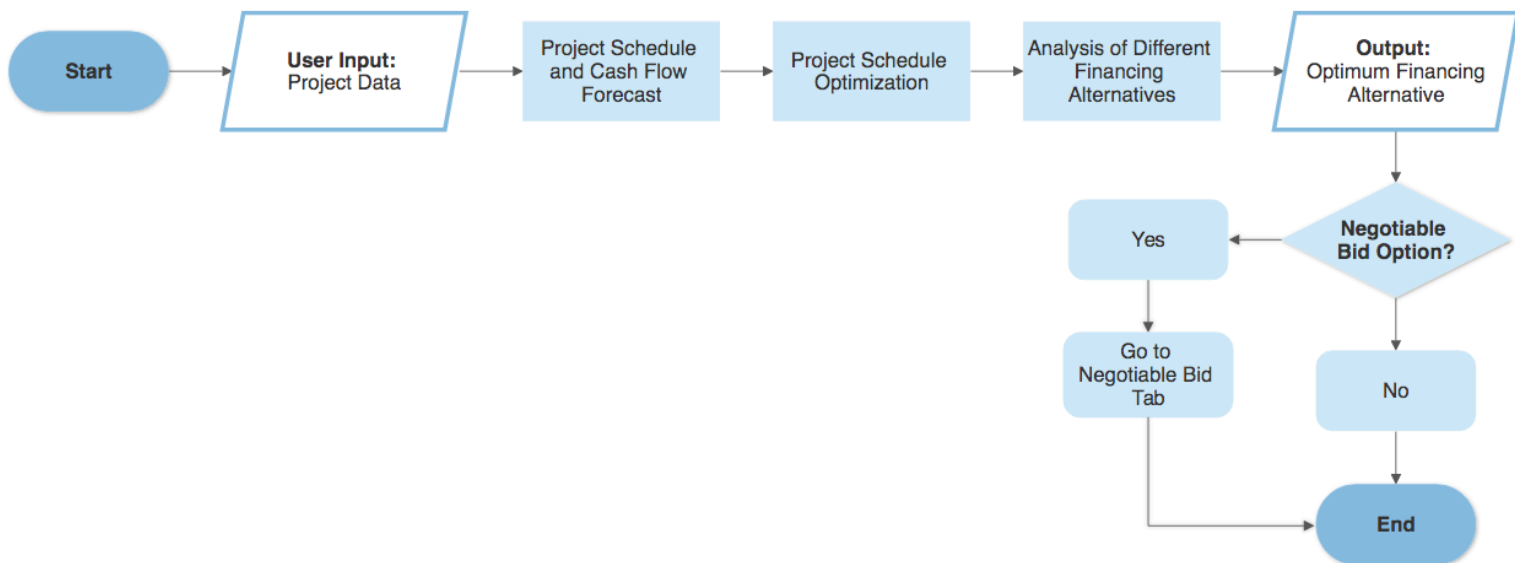 Start
User Input:
Project Data
Project Schedule
and Cash Flow
Forecast
Project Schedule
Optimization
Analysis of Different
Financing
Alternatives
Output:
Optimum Financing
Alternative
Negotiable
Bid Option?
Yes
Go to
Negotiable Bid
Tab
No
End